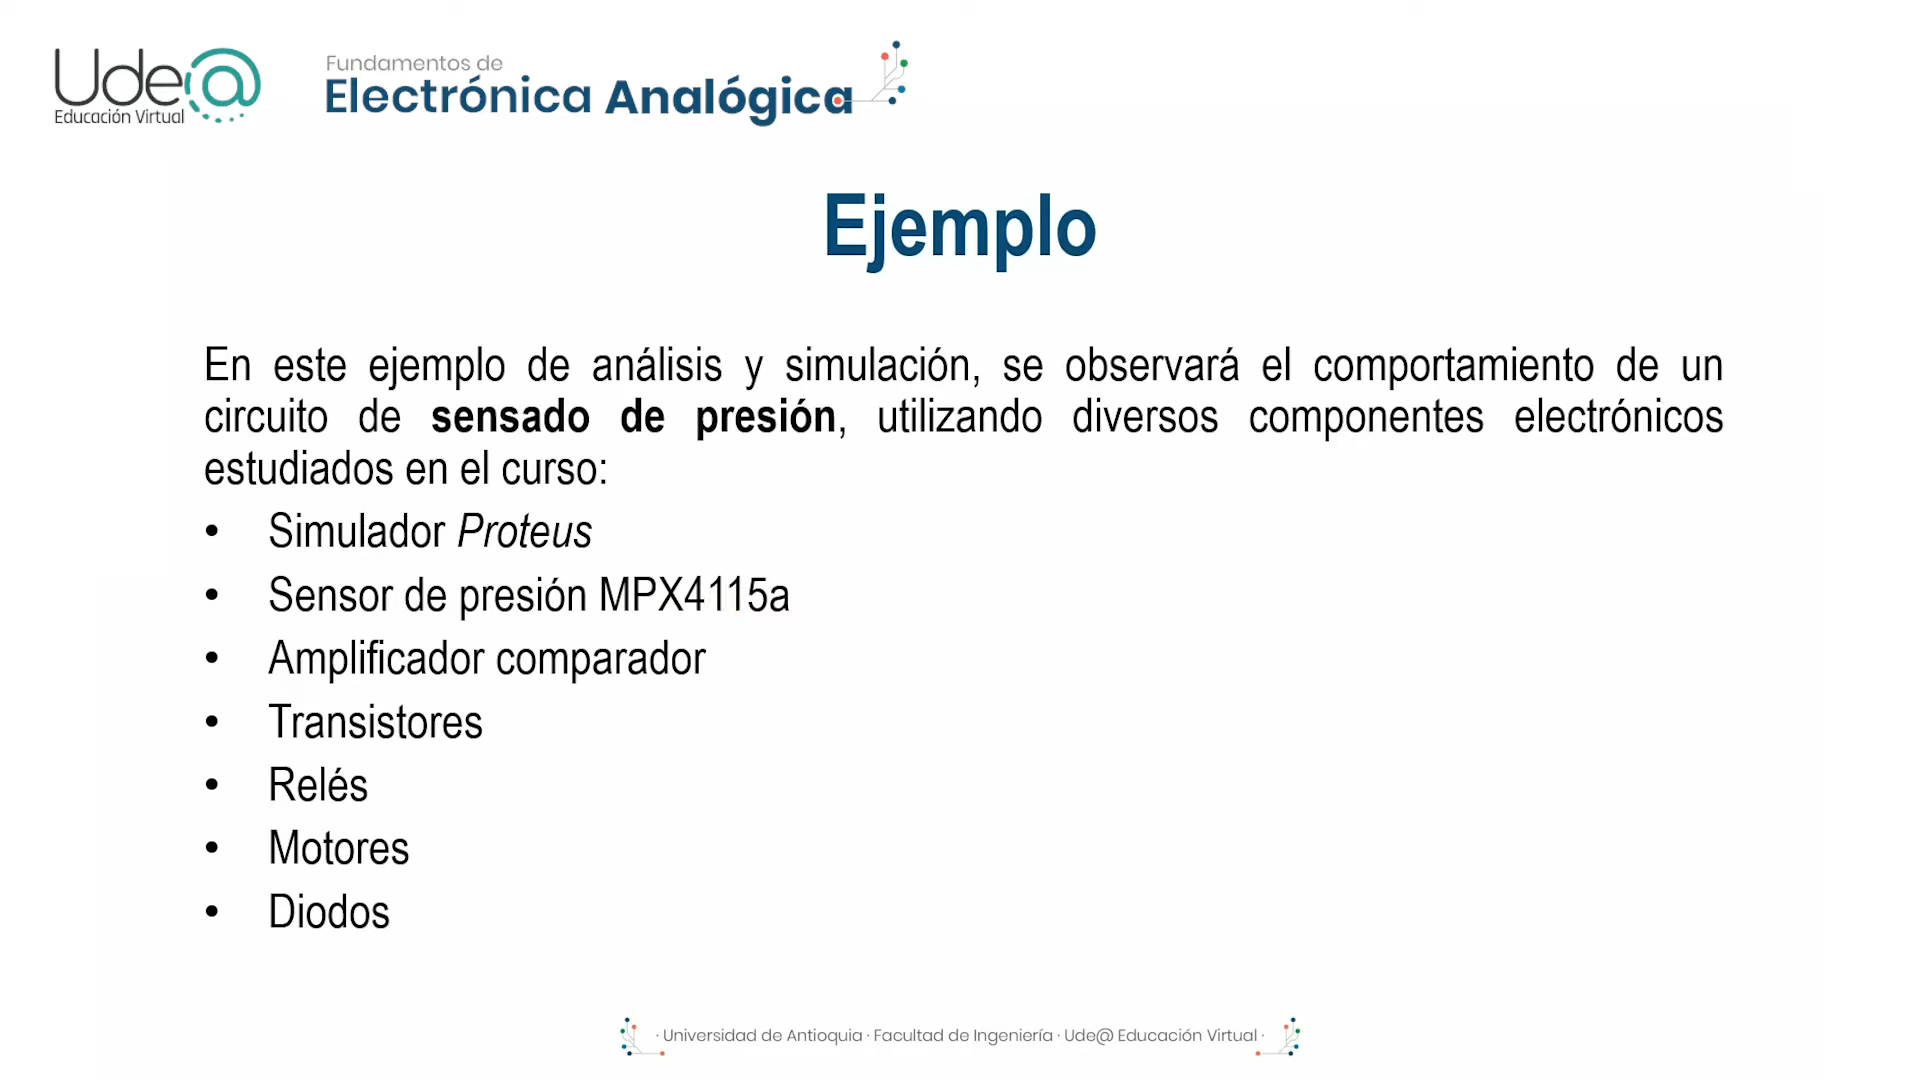 Ude@
Educación Virtual
Fundamentos de
Electrónica Analógica
Ejemplo
En este ejemplo de análisis y simulación, se observará el comportamiento de un
circuito de sensado de presión, utilizando diversos componentes electrónicos
estudiados en el curso:
• Simulador Proteus
• Sensor de presión MPX4115a
• Amplificador comparador
• Transistores
• Relés
• Motores
• Diodos
· Universidad de Antioquia · Facultad de Ingeniería · Ude@ Educación Virtual ·